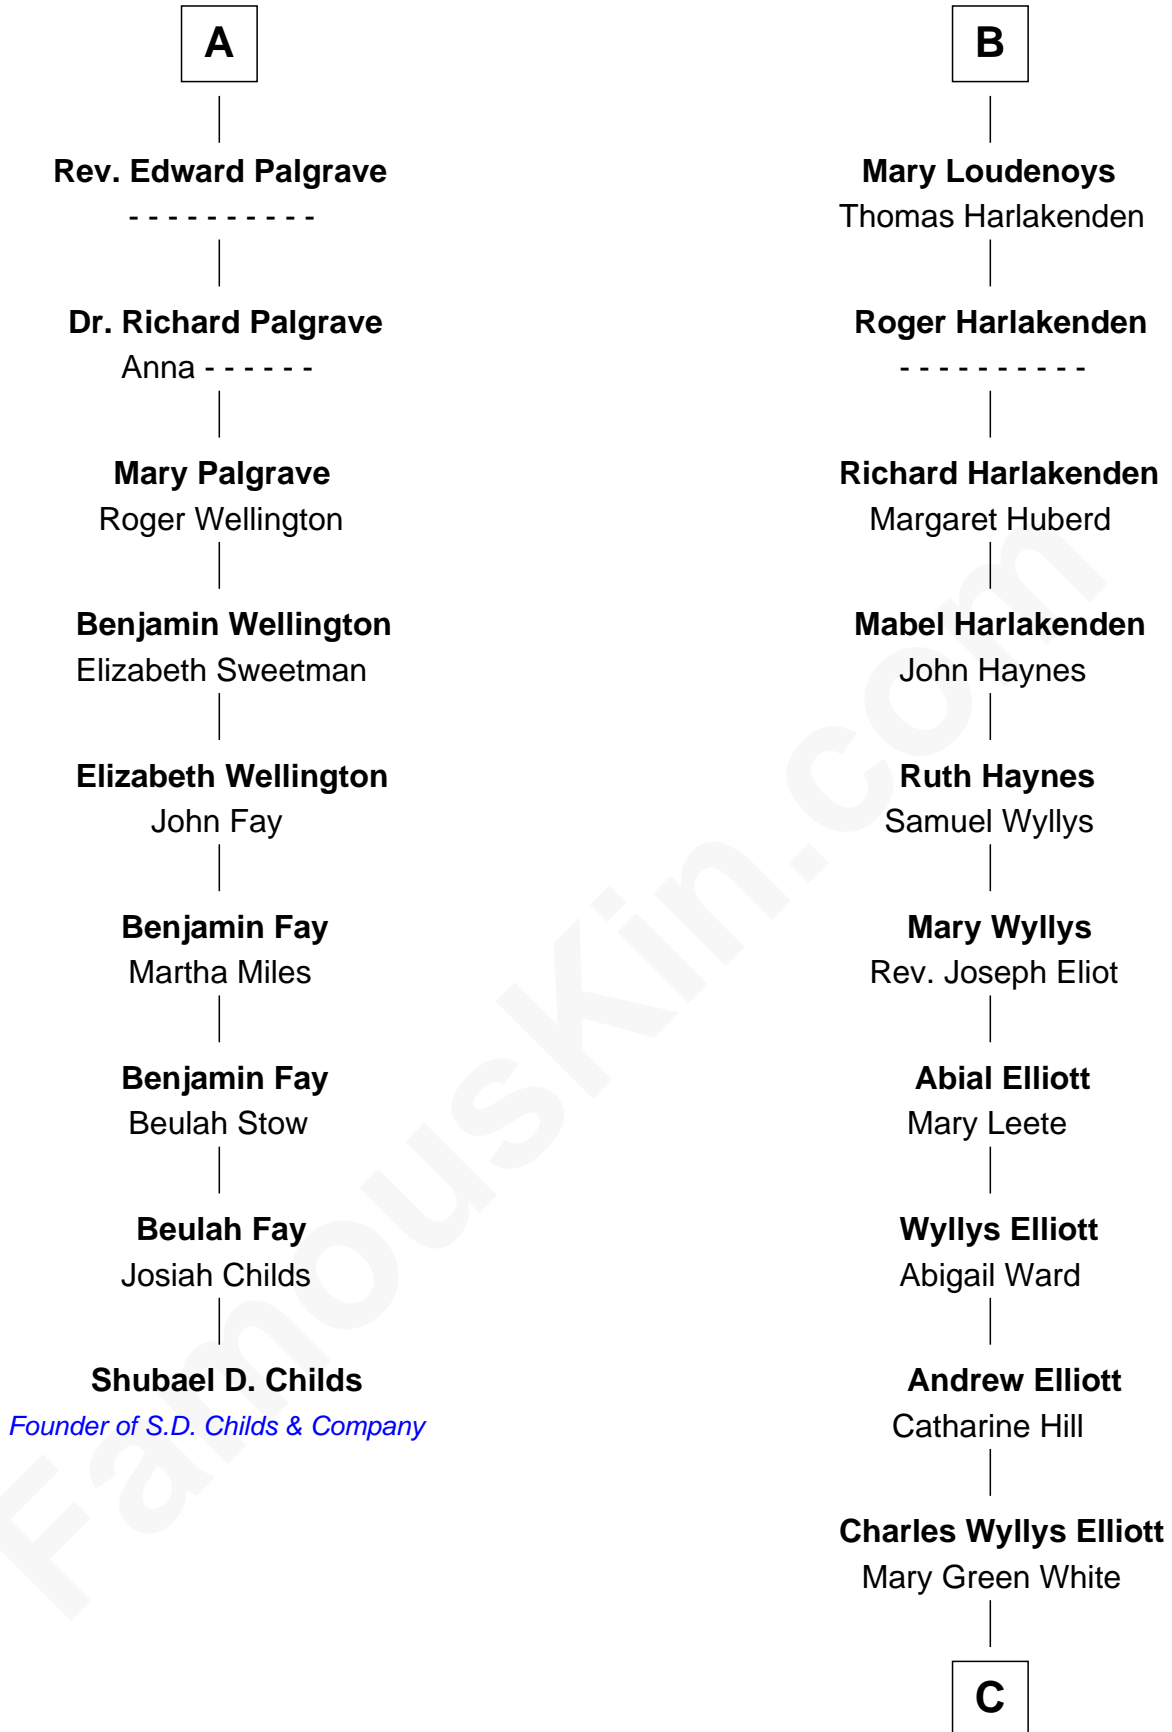 A
Rev. Edward Palgrave
- - - - - - - - - -
Dr. Richard Palgrave
Anna - - - - - -
Mary Palgrave
Roger Wellington
Benjamin Wellington
Elizabeth Sweetman
Elizabeth Wellington
John Fay
Benjamin Fay
Martha Miles
Benjamin Fay
Beulah Stow
Beulah Fay
Josiah Childs
Shubael D. Childs
Founder of S.D. Childs & Company
B
Mary Loudenoys
Thomas Harlakenden
Roger Harlakenden
- - - - - - - - - -
Richard Harlakenden
Margaret Huberd
Mabel Harlakenden
John Haynes
Ruth Haynes
Samuel Wyllys
Mary Wyllys
Rev. Joseph Eliot
Abial Elliott
Mary Leete
Wyllys Elliott
Abigail Ward
Andrew Elliott
Catharine Hill
Charles Wyllys Elliott
Mary Green White
C
FamousKin.com